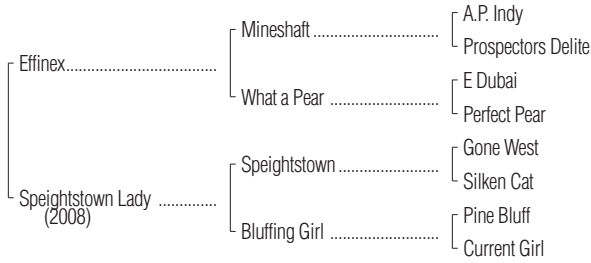 A.P. Indy
Mineshaft ..................................
Prospectors Delite
Effinex.........................................
E Dubai
What a Pear .............................
Perfect Pear
Gone West
Speightstown...........................
Silken Cat
Speightstown Lady ...............
(2008)
Pine Bluff
Bluffing Girl .............................
Current Girl